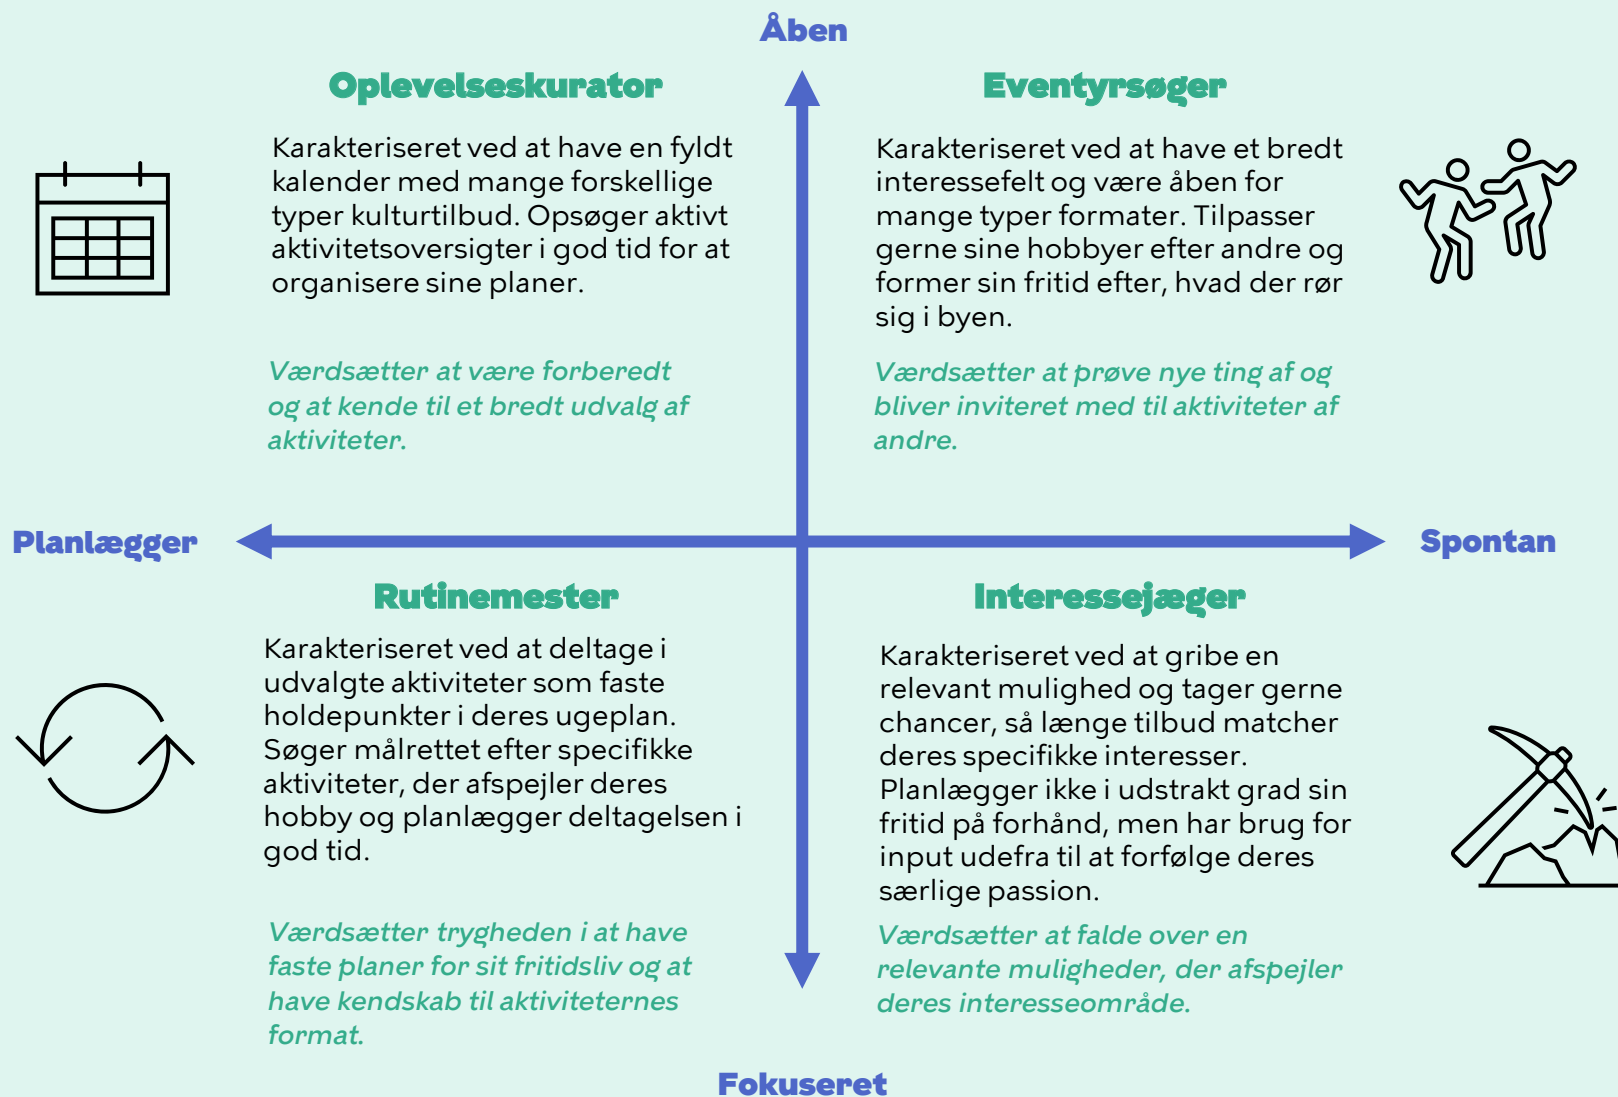 Åben
Oplevelseskurator
Karakteriseret ved at have en fyldt
kalender med mange forskellige
typer kulturtilbud. Opsøger aktivt
aktivitetsoversigter i god tid for at
organisere sine planer.
Værdsætter at være forberedt
og at kende til et bredt udvalg af
aktiviteter.
Eventyrsøger
Karakteriseret ved at have et bredt
interessefelt og være åben for
mange typer formater. Tilpasser
gerne sine hobbyer efter andre og
former sin fritid efter, hvad der rør
sig i byen.
Værdsætter at prøve nye ting af og
bliver inviteret med til aktiviteter af
andre.
Planlægger
Spontan
Rutinemester
Karakteriseret ved at deltage i
udvalgte aktiviteter som faste
holdepunkter i deres ugeplan.
Søger målrettet efter specifikke
aktiviteter, der afspejler deres
hobby og planlægger deltagelsen i
god tid.
Værdsætter trygheden i at have
faste planer for sit fritidsliv og at
have kendskab til aktiviteternes
format.
Interessejæger
Karakteriseret ved at gribe en
relevant mulighed og tager gerne
chancer, så længe tilbud matcher
deres specifikke interesser.
Planlægger ikke i udstrakt grad sin
fritid på forhånd, men har brug for
input udefra til at forfølge deres
særlige passion.
Værdsætter at falde over en
relevante muligheder, der afspejler
deres interesseområde.
Fokuseret